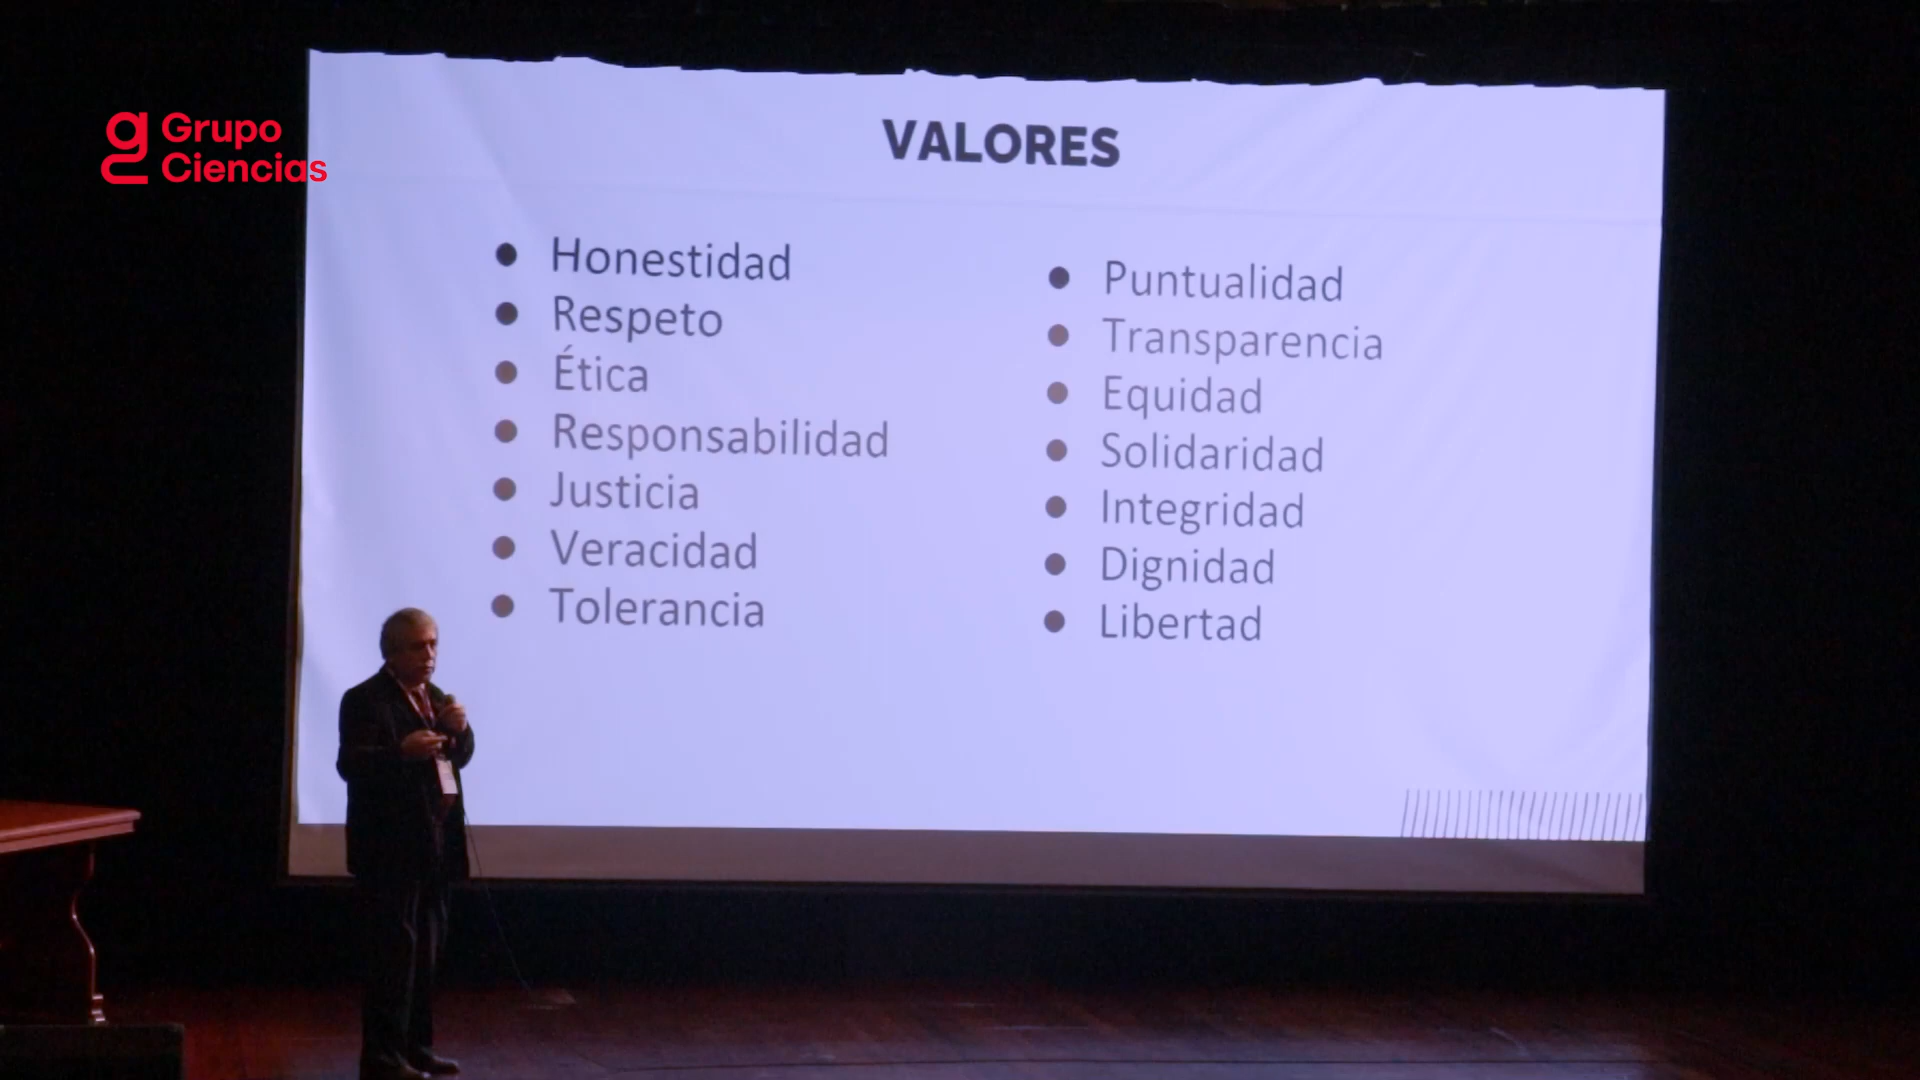 Grupo
Ciencias
VALORES
Honestidad
Respeto
Ética
Responsabilidad
Justicia
Veracidad
Tolerancia
Puntualidad
Transparencia
Equidad
Solidaridad
Integridad
Dignidad
Libertad